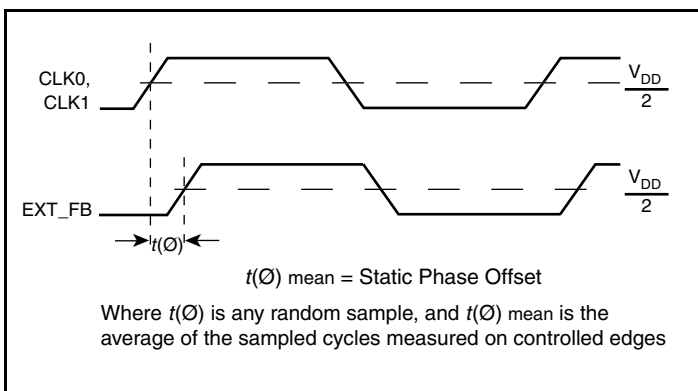 CLK0,
CLK1
V_DD
2
EXT_FB
V_DD
2
t(Ø)
t(Ø) mean = Static Phase Offset
Where t(Ø) is any random sample, and t(Ø) mean is the
average of the sampled cycles measured on controlled edges